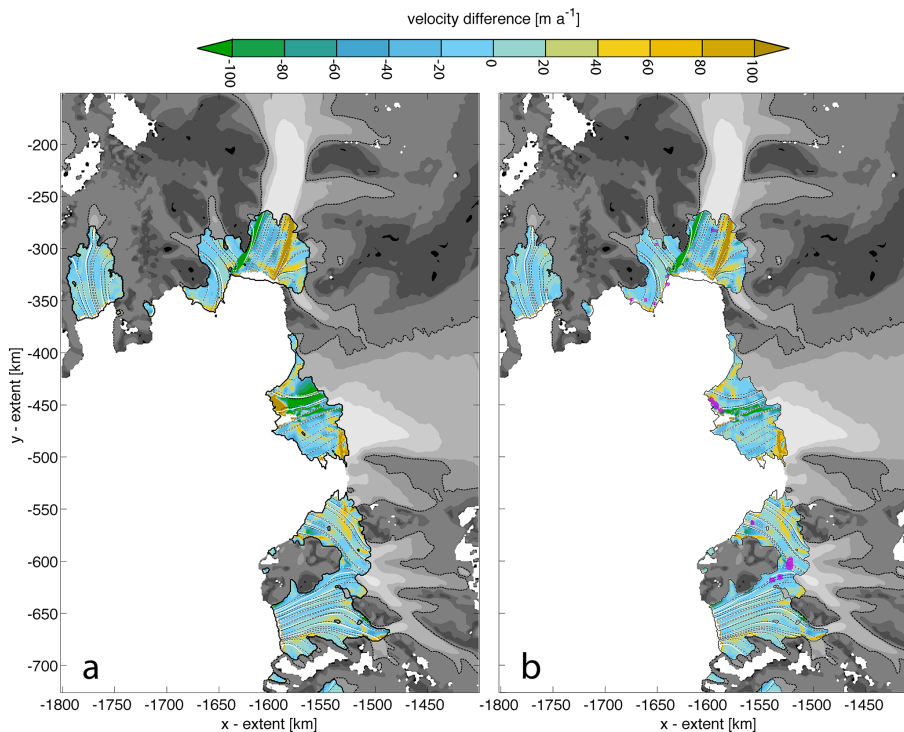 velocity difference [m a⁻¹]
-100 -80 -60 -40 -20 0 20 40 60 80 100
y - extent [km]
-200
-250
-300
-350
-400
-450
-500
-550
-600
-650
-700
a b
-1800 -1750 -1700 -1650 -1600 -1550 -1500 -1450 -1800 -1750 -1700 -1650 -1600 -1550 -1500 -1450
x - extent [km] x - extent [km]